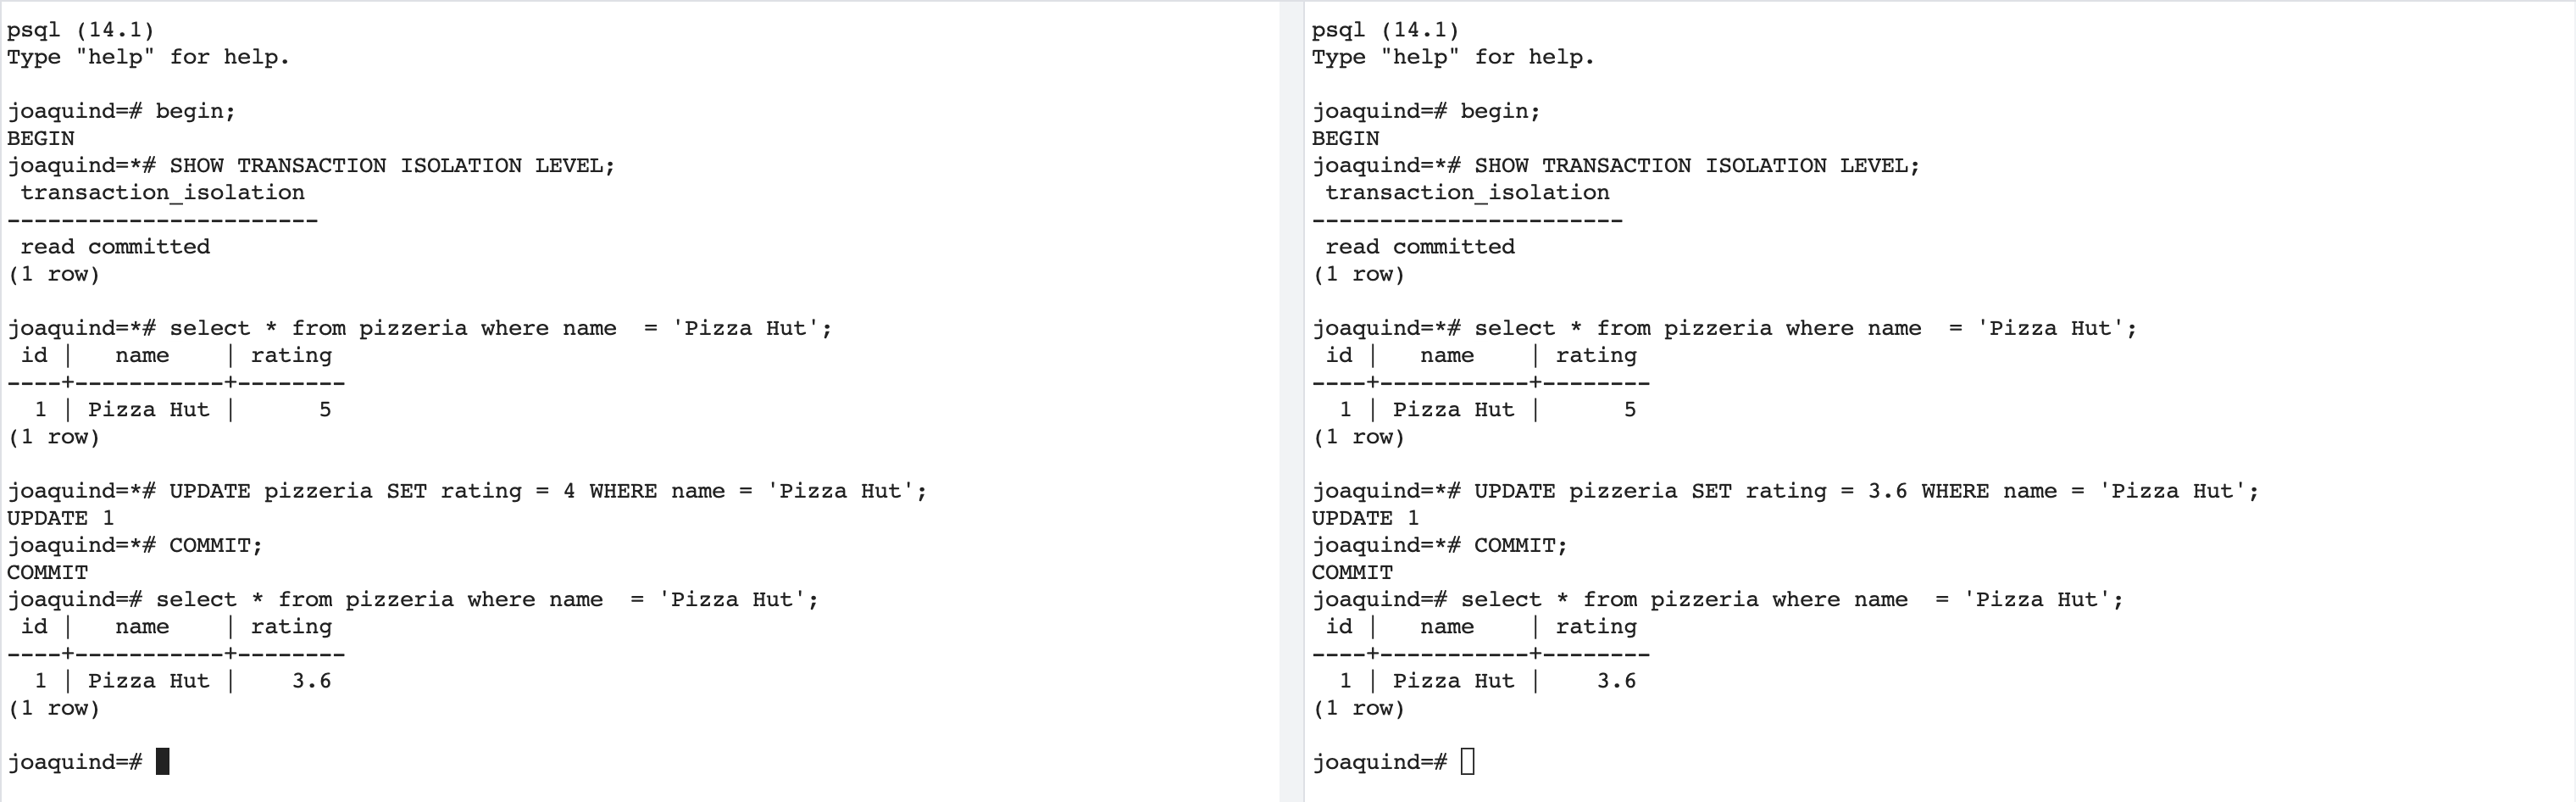 psql (14.1)
Type "help" for help.

joaquind=# begin;
BEGIN
joaquind=*# SHOW TRANSACTION ISOLATION LEVEL;
 transaction_isolation
-----------------------
 read committed
(1 row)

joaquind=*# select * from pizzeria where name  = 'Pizza Hut';
 id |   name    | rating
----+-----------+--------
  1 | Pizza Hut |      5
(1 row)

joaquind=*# UPDATE pizzeria SET rating = 4 WHERE name = 'Pizza Hut';
UPDATE 1
joaquind=*# COMMIT;
COMMIT
joaquind=# select * from pizzeria where name  = 'Pizza Hut';
 id |   name    | rating
----+-----------+--------
  1 | Pizza Hut |    3.6
(1 row)

joaquind=#
psql (14.1)
Type "help" for help.

joaquind=# begin;
BEGIN
joaquind=*# SHOW TRANSACTION ISOLATION LEVEL;
 transaction_isolation
-----------------------
 read committed
(1 row)

joaquind=*# select * from pizzeria where name  = 'Pizza Hut';
 id |   name    | rating
----+-----------+--------
  1 | Pizza Hut |      5
(1 row)

joaquind=*# UPDATE pizzeria SET rating = 3.6 WHERE name = 'Pizza Hut';
UPDATE 1
joaquind=*# COMMIT;
COMMIT
joaquind=# select * from pizzeria where name  = 'Pizza Hut';
 id |   name    | rating
----+-----------+--------
  1 | Pizza Hut |    3.6
(1 row)

joaquind=#